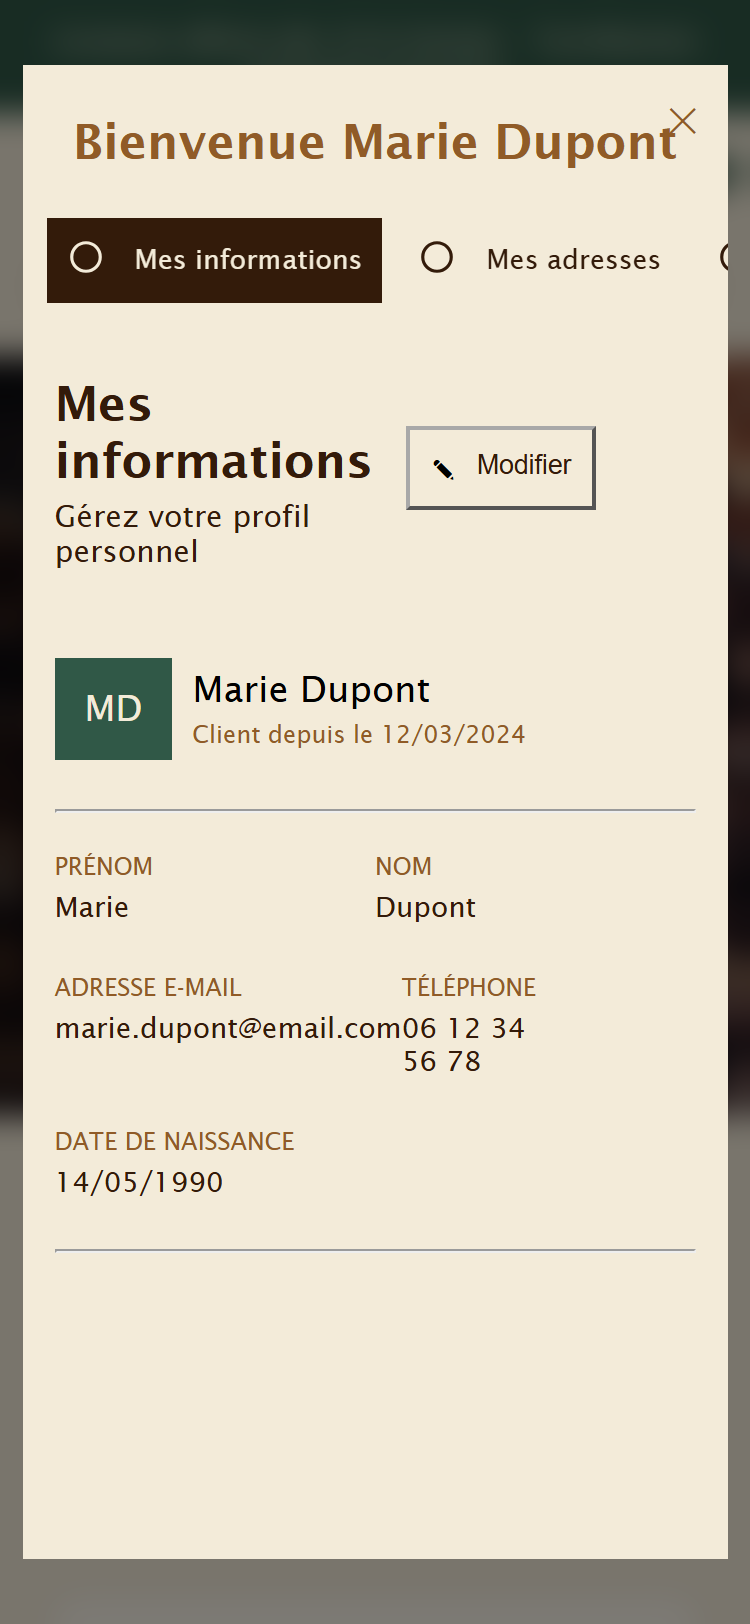 Bienvenue Marie Dupont
Mes informations
Mes adresses
Mes
informations
Gérez votre profil
personnel
Modifier
MD
Marie Dupont
Client depuis le 12/03/2024
PRÉNOM
NOM
Marie
Dupont
ADRESSE E-MAIL
TÉLÉPHONE
marie.dupont@email.com
06 12 34
56 78
DATE DE NAISSANCE
14/05/1990